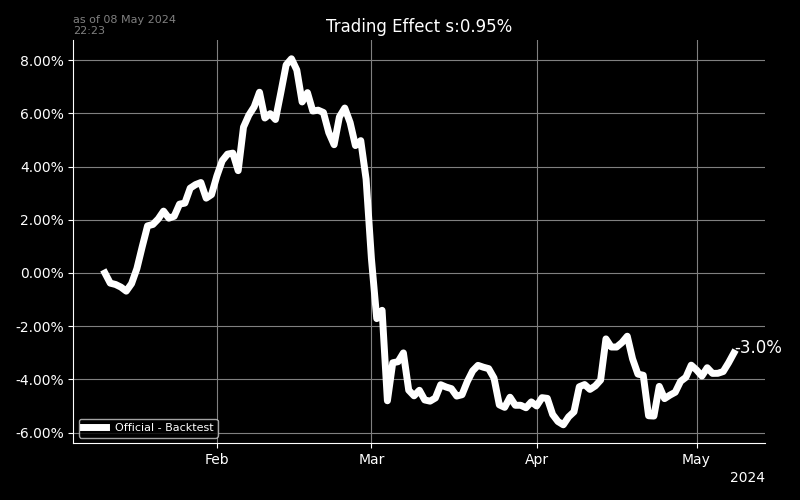 as of 08 May 2024
22:23
Trading Effect s:0.95%
8.00%
6.00%
4.00%
2.00%
0.00%
-2.00%
-4.00%
-6.00%
-3.0%
Official - Backtest
Feb
Mar
Apr
May
2024